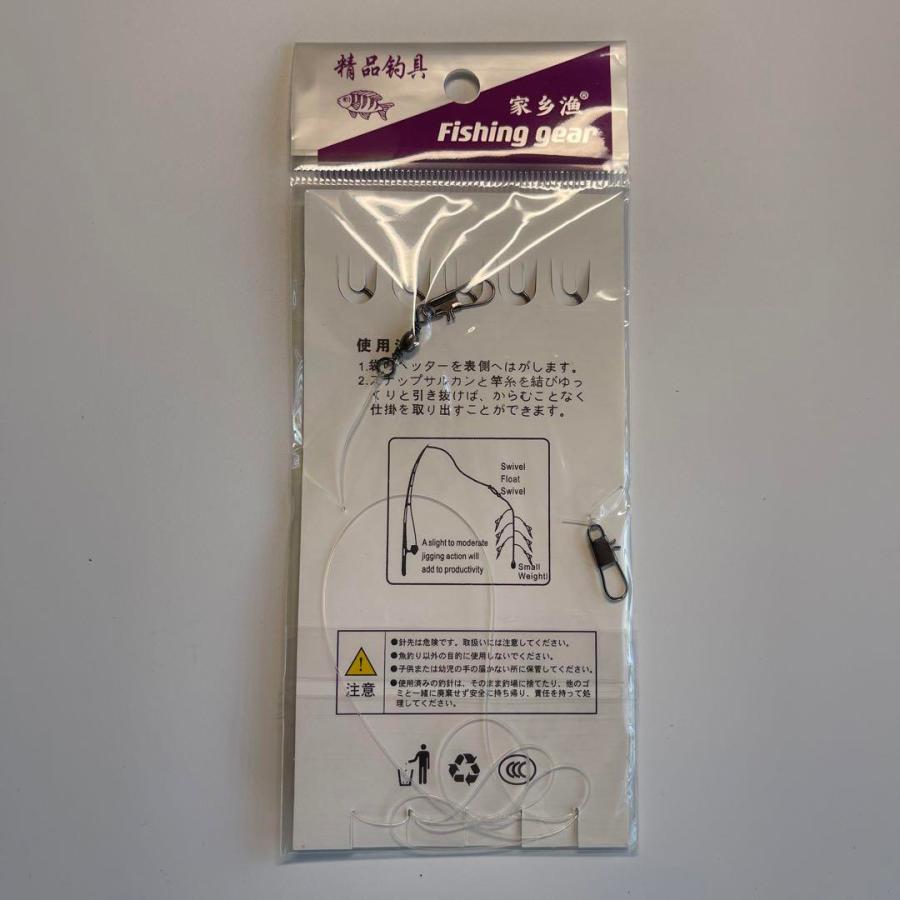 精品钓具
家乡渔®
Fishing gear
使用
1.袋のヘッターを表側へはがします。
2.スナップサルカンと竿糸を結びゆっ
くりと引き抜けば、からむことなく
仕掛を取り出すことができます。
Swivel
Float
Swivel
A slight to moderate
jigging action will
add to productivity
Small
Weightl
注意
●針先は危険です。取扱いには注意してください。
●魚釣り以外の目的に使用しないでください。
●子供または幼児の手の届かない所に保管してください。
●使用済みの釣針は、そのまま釣場に捨てたり、他のゴ
ミと一緒に廃棄せず安全に持ち帰り、責任を持って処
理してください。
CCC